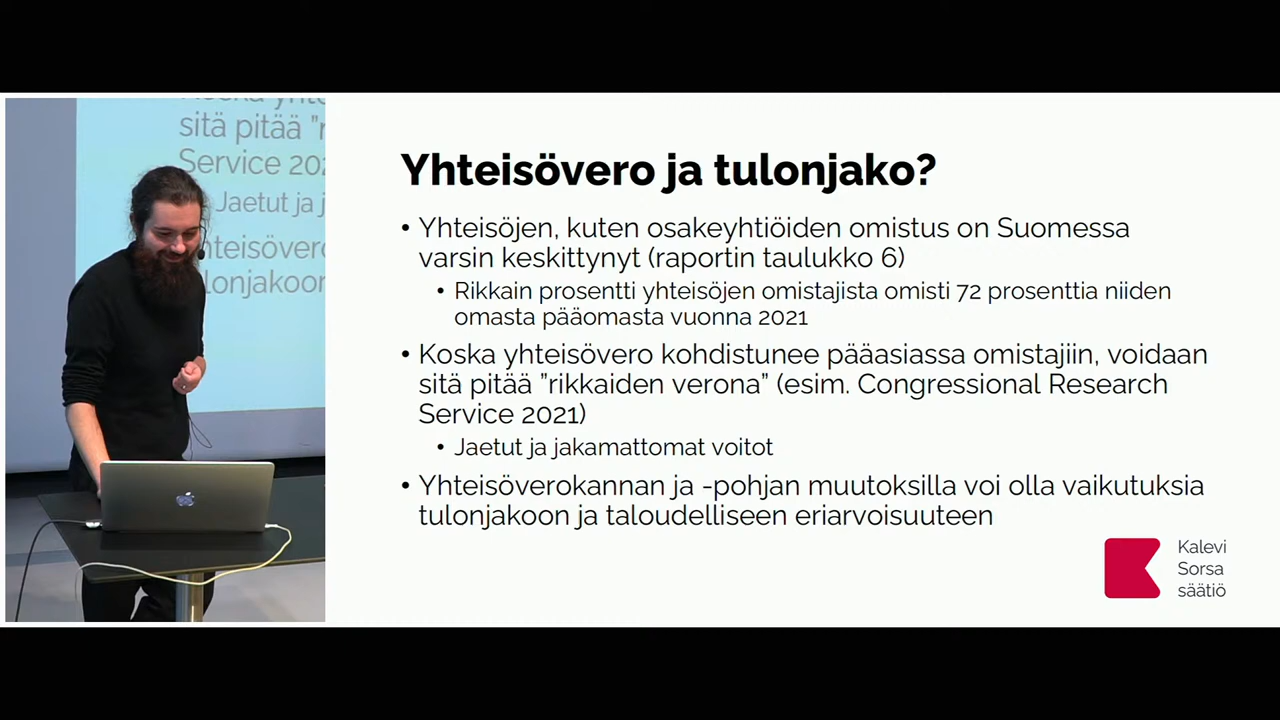 Yhteisövero ja tulonjako?
• Yhteisöjen, kuten osakeyhtiöiden omistus on Suomessa
varsin keskittynyt (raportin taulukko 6)
• Rikkain prosentti yhteisöjen omistajista omisti 72 prosenttia niiden
omasta pääomasta vuonna 2021
• Koska yhteisövero kohdistunee pääasiassa omistajiin, voidaan
sitä pitää ”rikkaiden verona” (esim. Congressional Research
Service 2021)
• Jaetut ja jakamattomat voitot
• Yhteisöverokannan ja -pohjan muutoksilla voi olla vaikutuksia
tulonjakoon ja taloudelliseen eriarvoisuuteen
Kalevi
Sorsa
säätiö
sitä pitää ”r
Service 202
Jaetut ja j